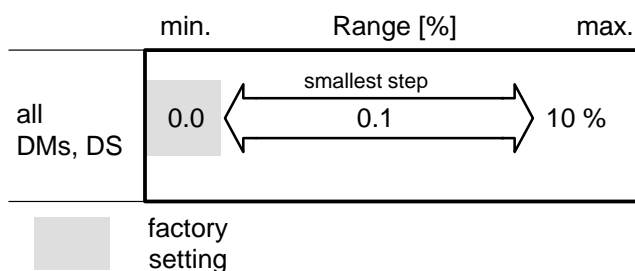 min. Range [%] max.
smallest step
all 0.0 0.1 10 %
DMs, DS
factory
setting